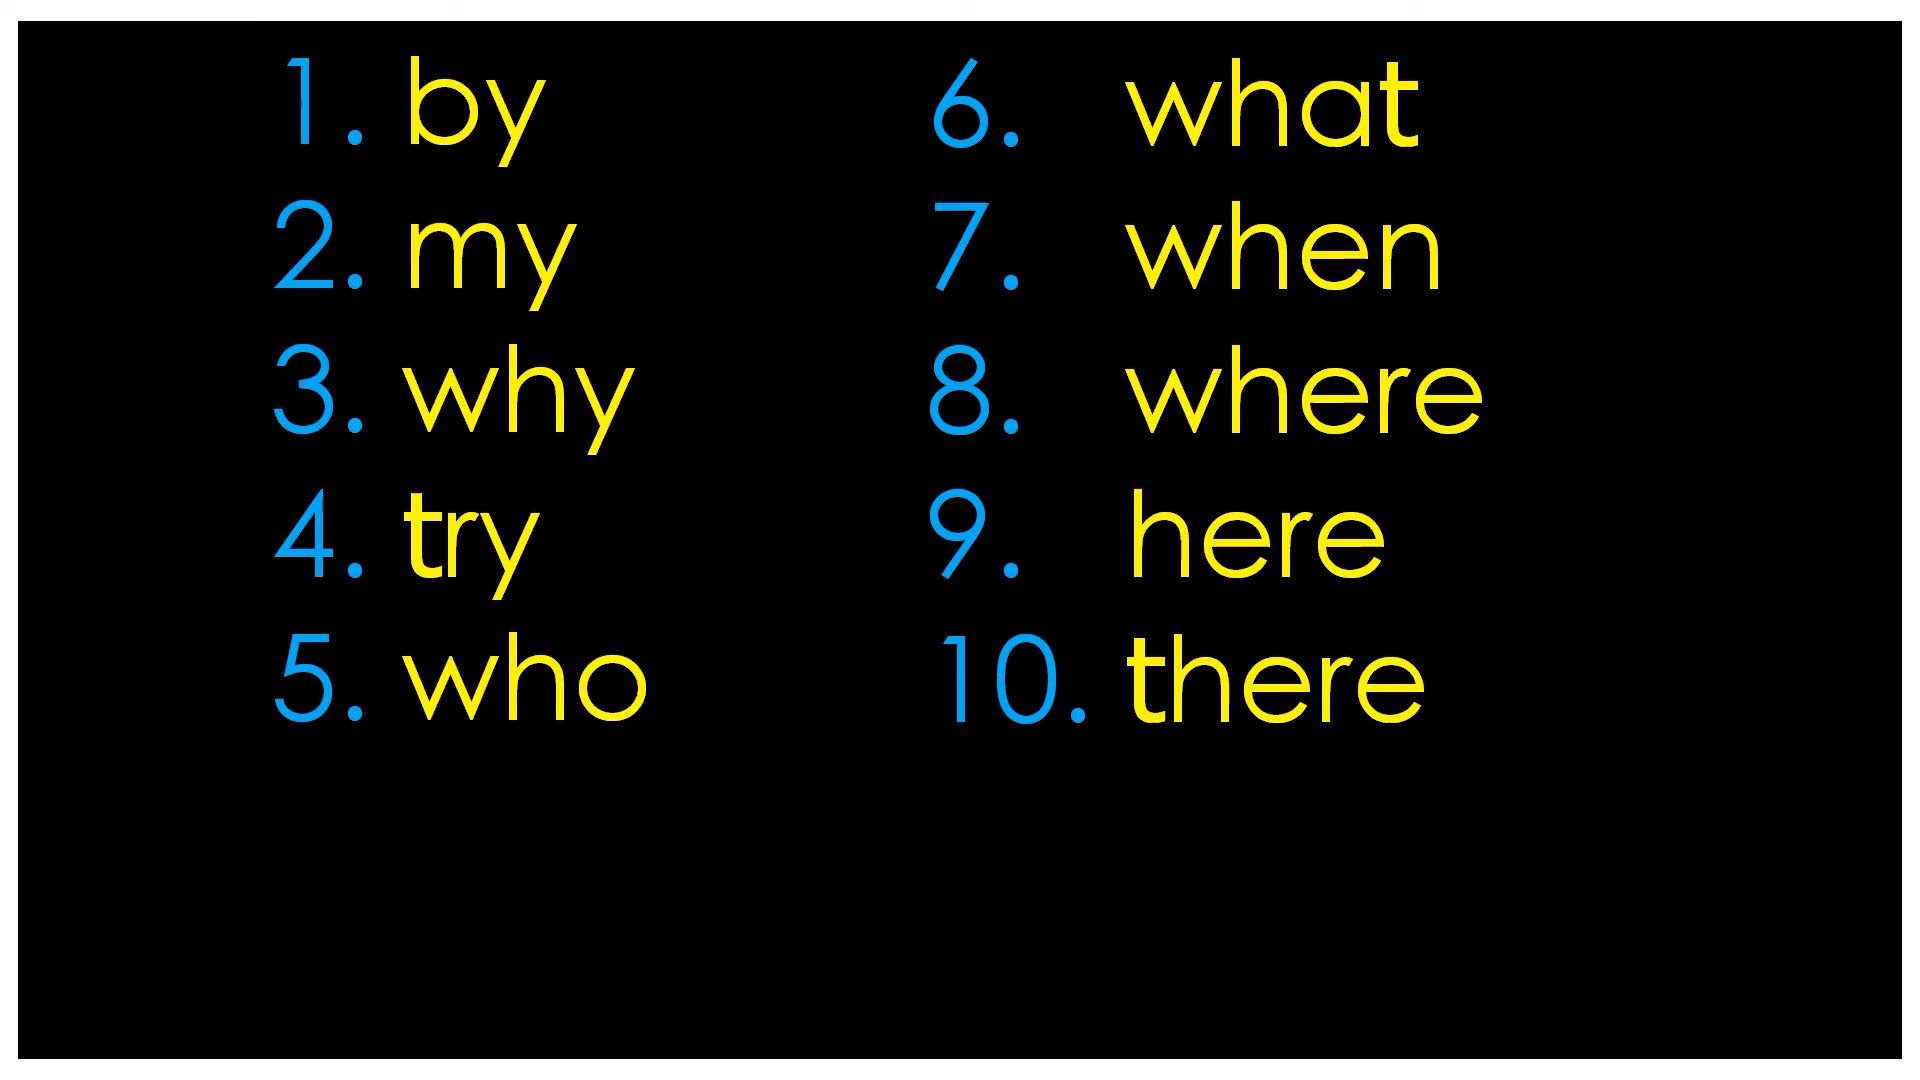 1. by
2. my
3. why
4. try
5. who
6. what
7. when
8. where
9. here
10. there